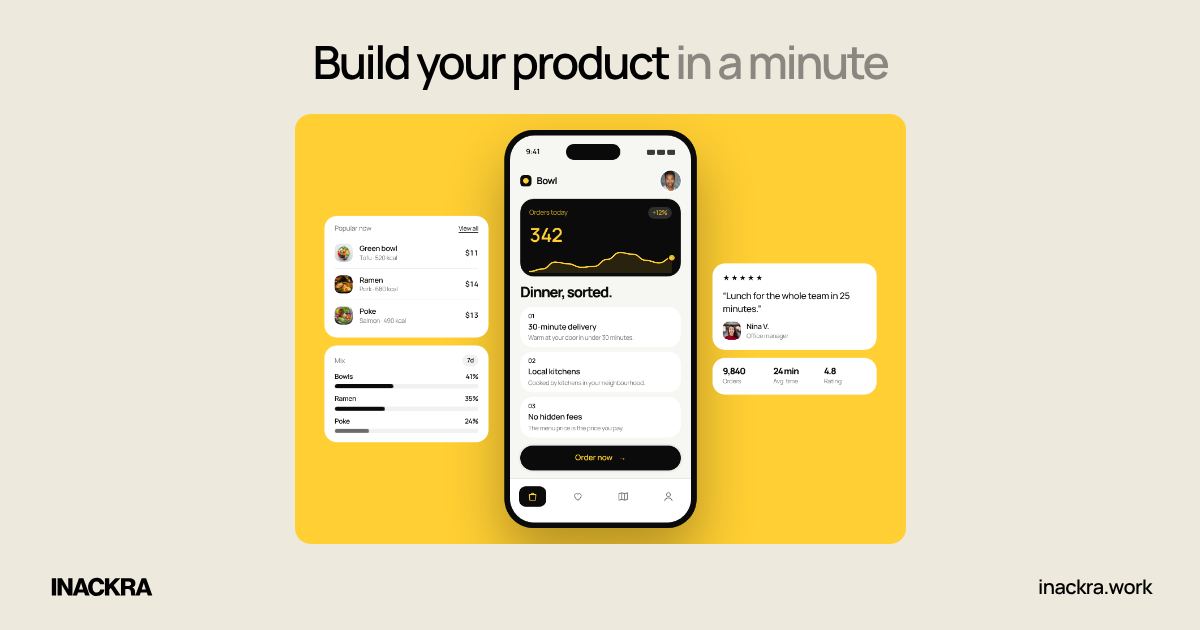 Build your product in a minute
Popular now View all
Green bowl $11
Tofu · 520 kcal
Ramen $14
Pork · 680 kcal
Poke $13
Salmon · 490 kcal
Mix 7d
Bowls 41%
Ramen 35%
Poke 24%
9:41
Bowl
Orders today +12%
342
Dinner, sorted.
01
30-minute delivery
Warm at your door in under 30 minutes.
02
Local kitchens
Cooked by kitchens in your neighbourhood.
03
No hidden fees
The menu price is the price you pay.
Order now →
★★★★★
“Lunch for the whole team in 25
minutes.”
Nina V.
Office manager
9,840 24 min 4.8
Orders Avg. time Rating
INACKRA
inackra.work